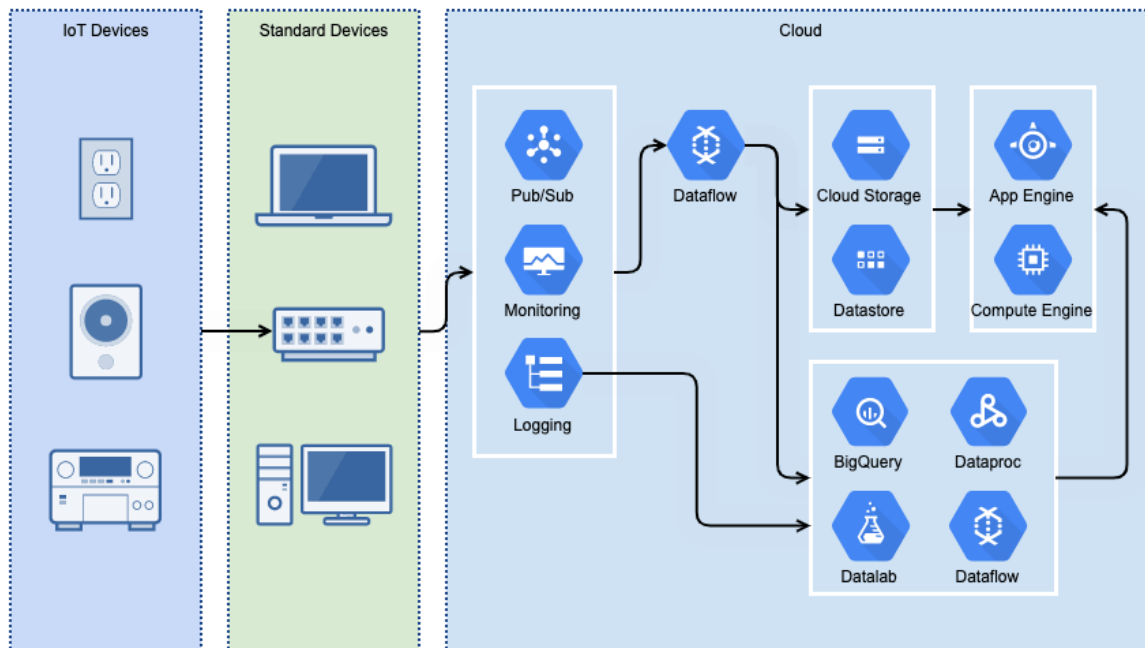 IoT Devices
Standard Devices
Cloud
Pub/Sub
Monitoring
Logging
Dataflow
Cloud Storage
Datastore
App Engine
Compute Engine
BigQuery
Dataproc
Datalab
Dataflow